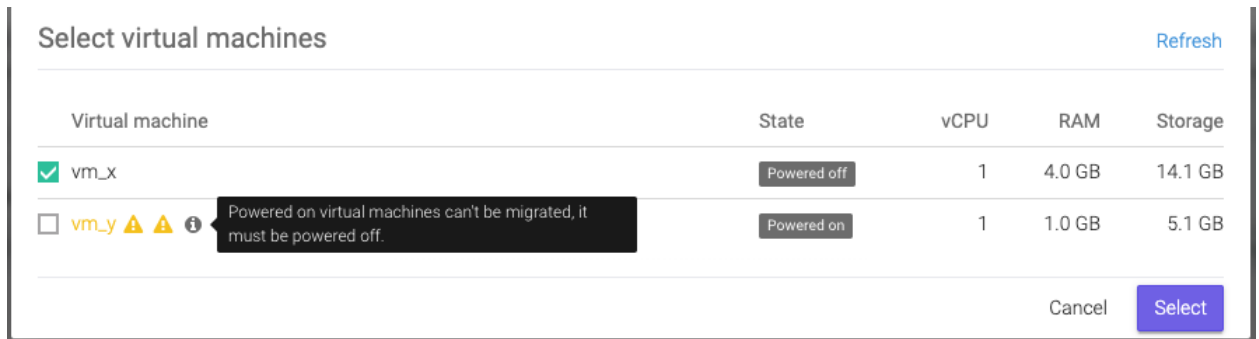 Select virtual machines
Refresh
Virtual machine State vCPU RAM Storage
vm_x Powered off 1 4.0 GB 14.1 GB
vm_y Powered on 1 1.0 GB 5.1 GB
Powered on virtual machines can't be migrated, it
must be powered off.
Cancel Select